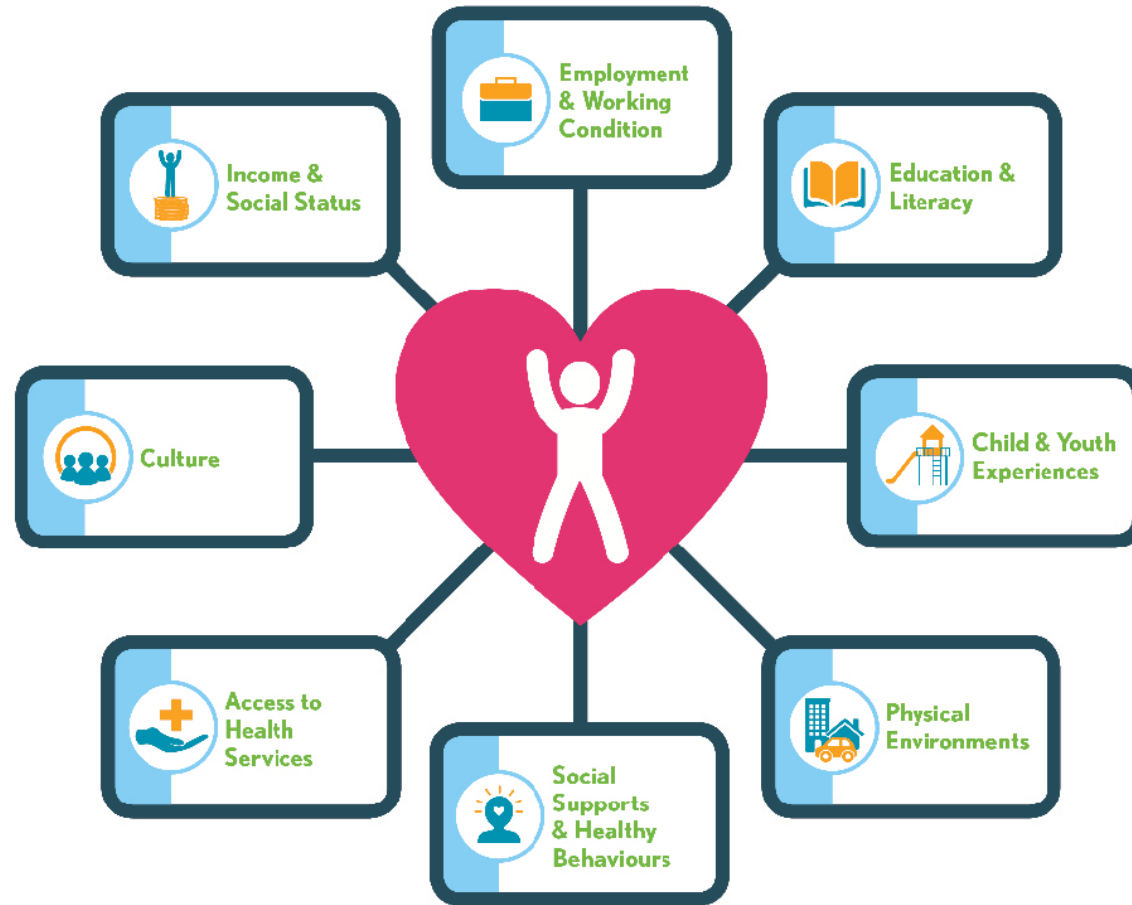 Employment
& Working
Condition
Income &
Social Status
Education &
Literacy
Culture
Child & Youth
Experiences
Access to
Health
Services
Physical
Environments
Social
Supports
& Healthy
Behaviours